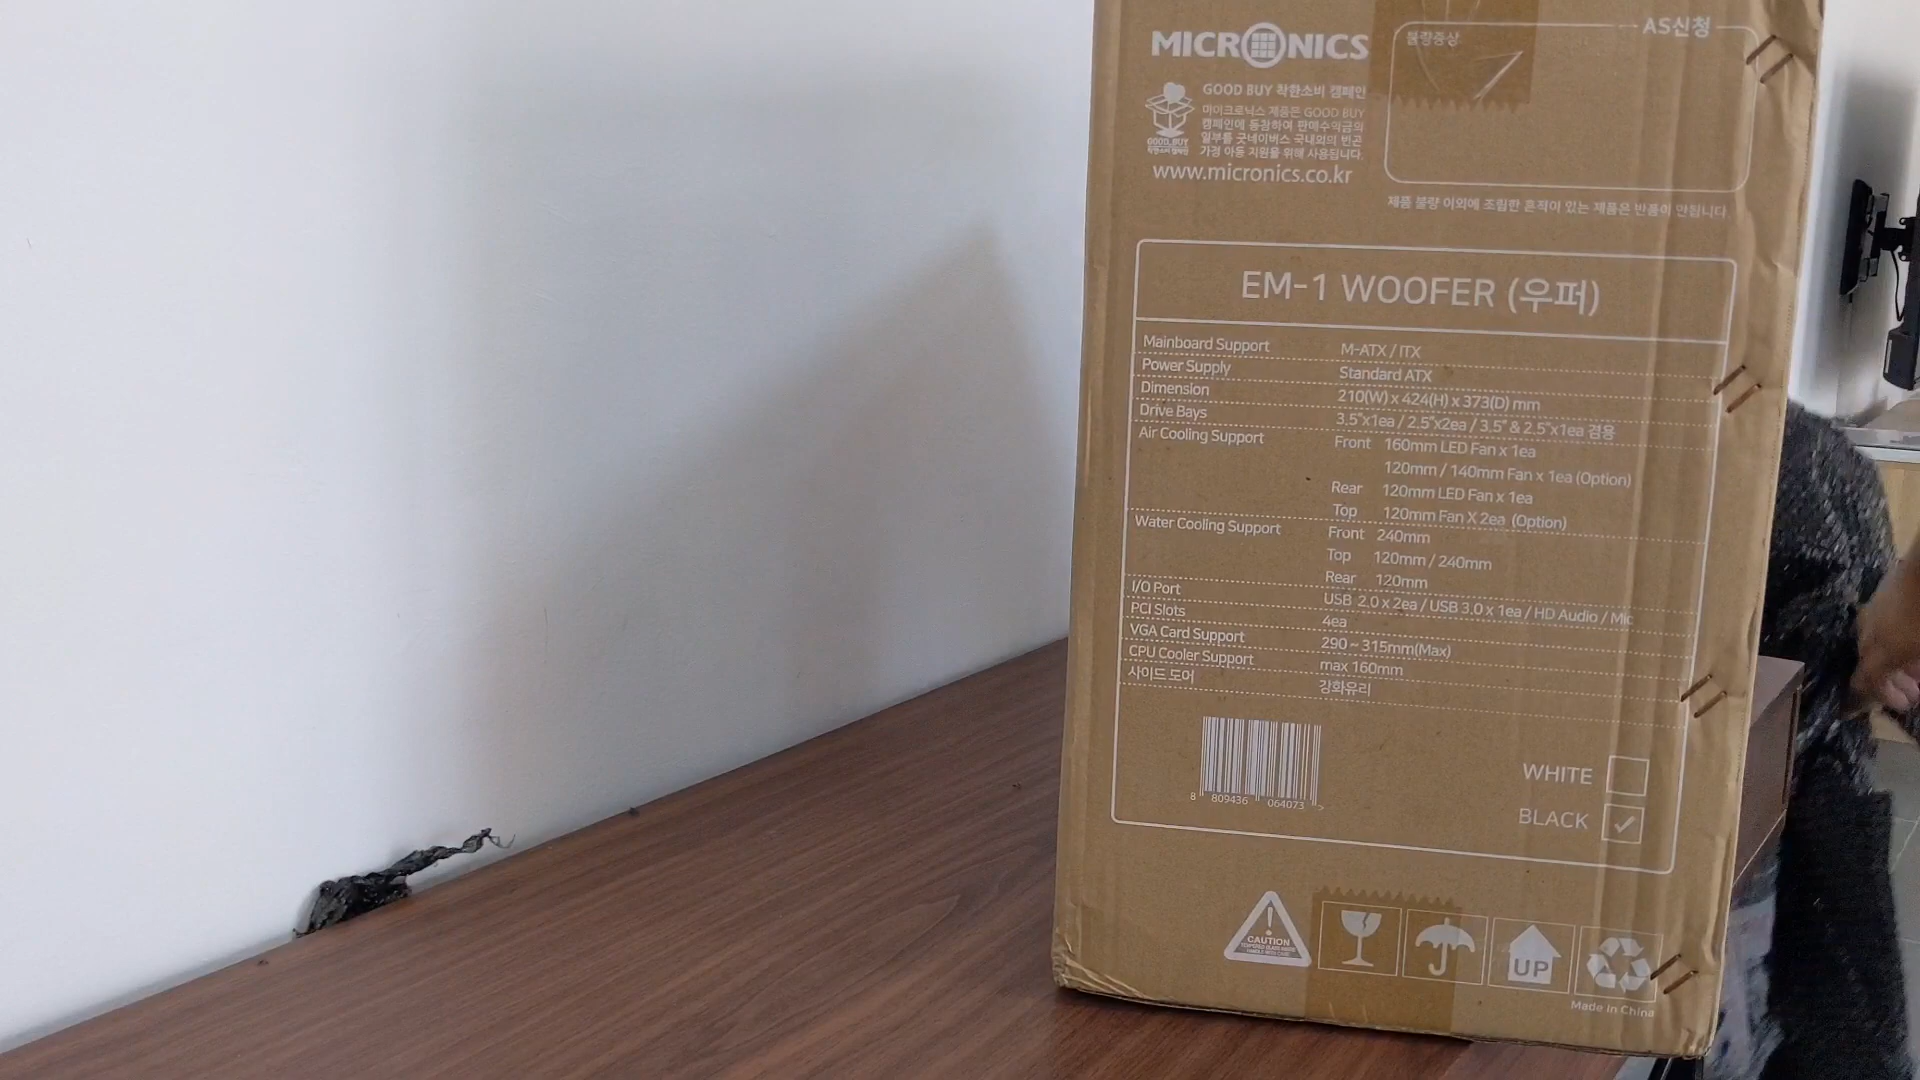 MICRONICS
GOOD BUY 착한소비 캠페인
마이크로닉스 제품은 GOOD BUY
캠페인에 동참하여 판매수익금의
일부를 굿네이버스 국내외의 빈곤
가정 아동 지원을 위해 사용됩니다.
GOOD_BUY
착한소비 캠페인
www.micronics.co.kr
AS신청
불량증상
제품 불량 이외에 조립한 흔적이 있는 제품은 반품이 안됩니다.
EM-1 WOOFER (우퍼)
Mainboard Support M-ATX / ITX
Power Supply Standard ATX
Dimension 210(W) x 424(H) x 373(D) mm
Drive Bays 3.5"x1ea / 2.5"x2ea / 3.5" & 2.5"x1ea 겸용
Air Cooling Support Front 160mm LED Fan x 1ea
120mm / 140mm Fan x 1ea (Option)
Rear 120mm LED Fan x 1ea
Top 120mm Fan X 2ea (Option)
Water Cooling Support Front 240mm
Top 120mm / 240mm
Rear 120mm
I/O Port USB 2.0 x 2ea / USB 3.0 x 1ea / HD Audio / Mic
PCI Slots 4ea
VGA Card Support 290 ~ 315mm(Max)
CPU Cooler Support max 160mm
사이드 도어 강화유리
8 809436 064073 >
WHITE
BLACK
CAUTION
UP
Made in China